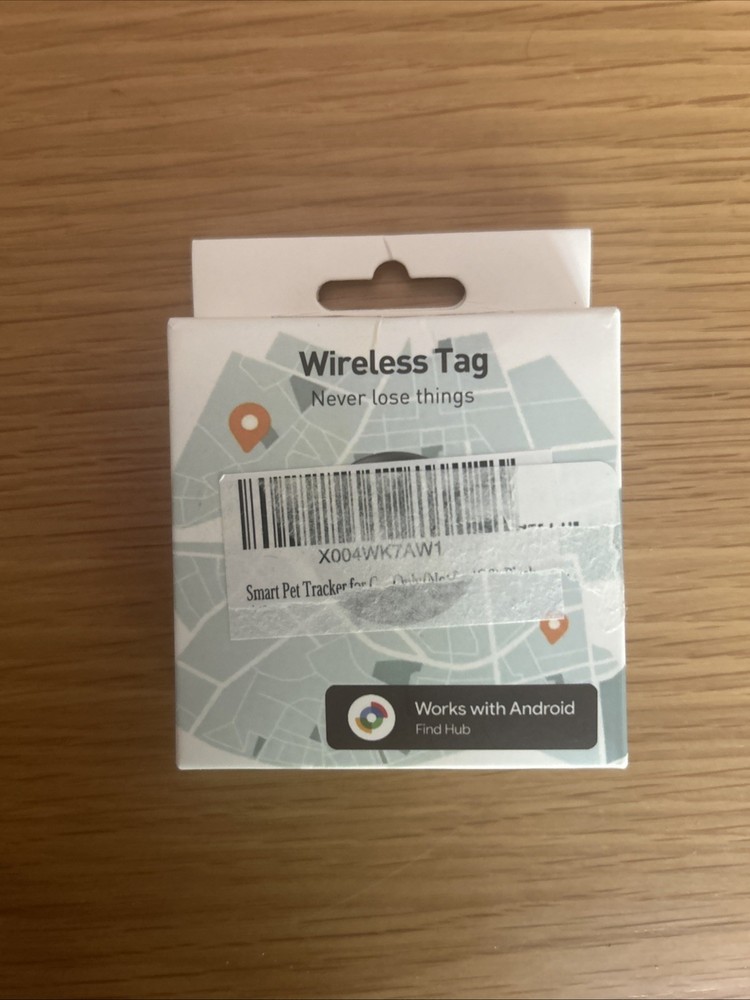 Wireless Tag
Never lose things
X004WK7AW1
Smart Pet Tracker for
Works with Android
Find Hub